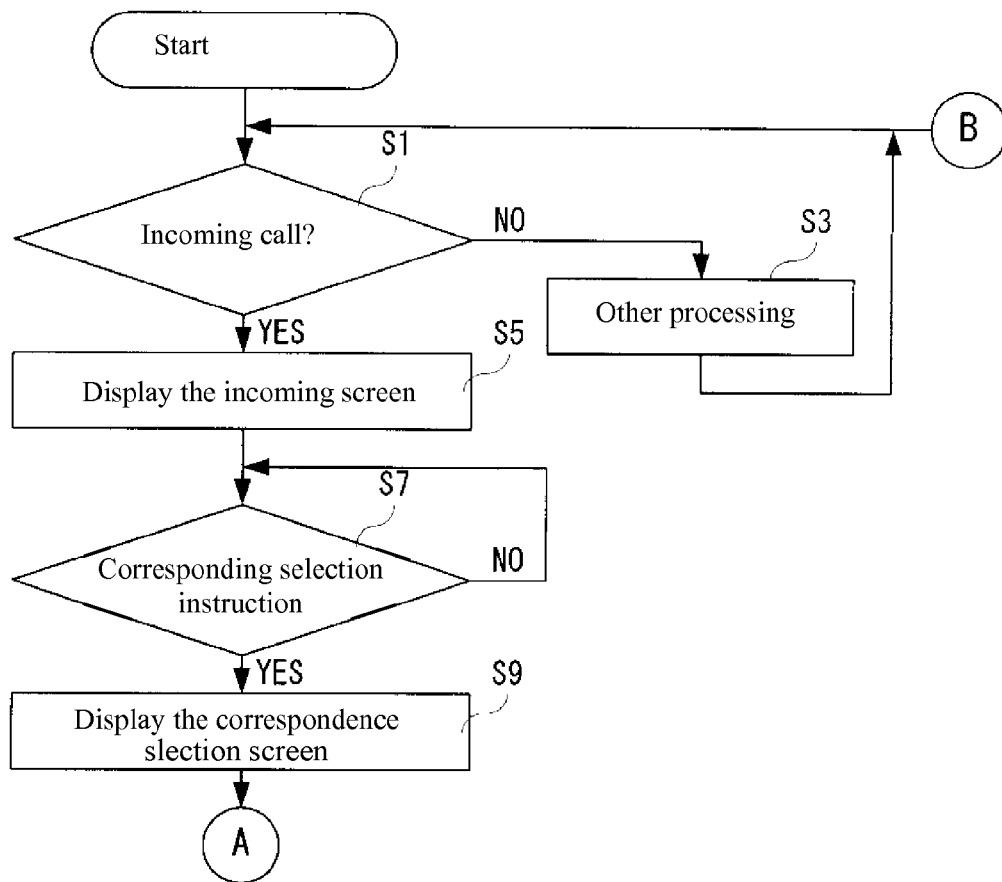 Start
B
S1
Incoming call?
NO
S3
Other processing
YES
S5
Display the incoming screen
S7
Corresponding selection
instruction
NO
YES
S9
Display the correspondence
slection screen
A